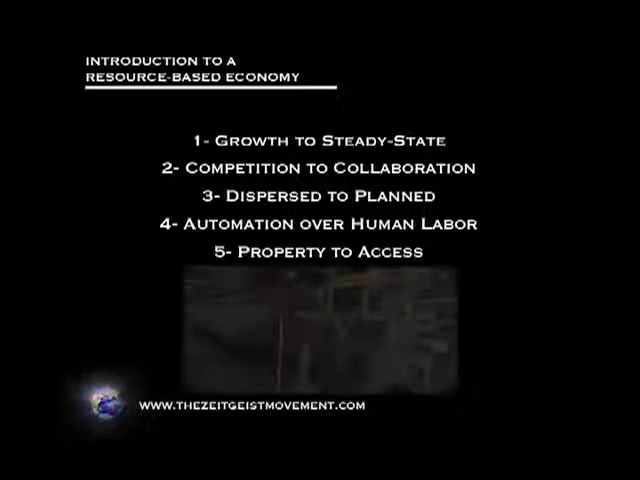 INTRODUCTION TO A
RESOURCE-BASED ECONOMY
1- GROWTH TO STEADY-STATE
2- COMPETITION TO COLLABORATION
3- DISPERSED TO PLANNED
4- AUTOMATION OVER HUMAN LABOR
5- PROPERTY TO ACCESS
WWW.THEZEITGEISTMOVEMENT.COM